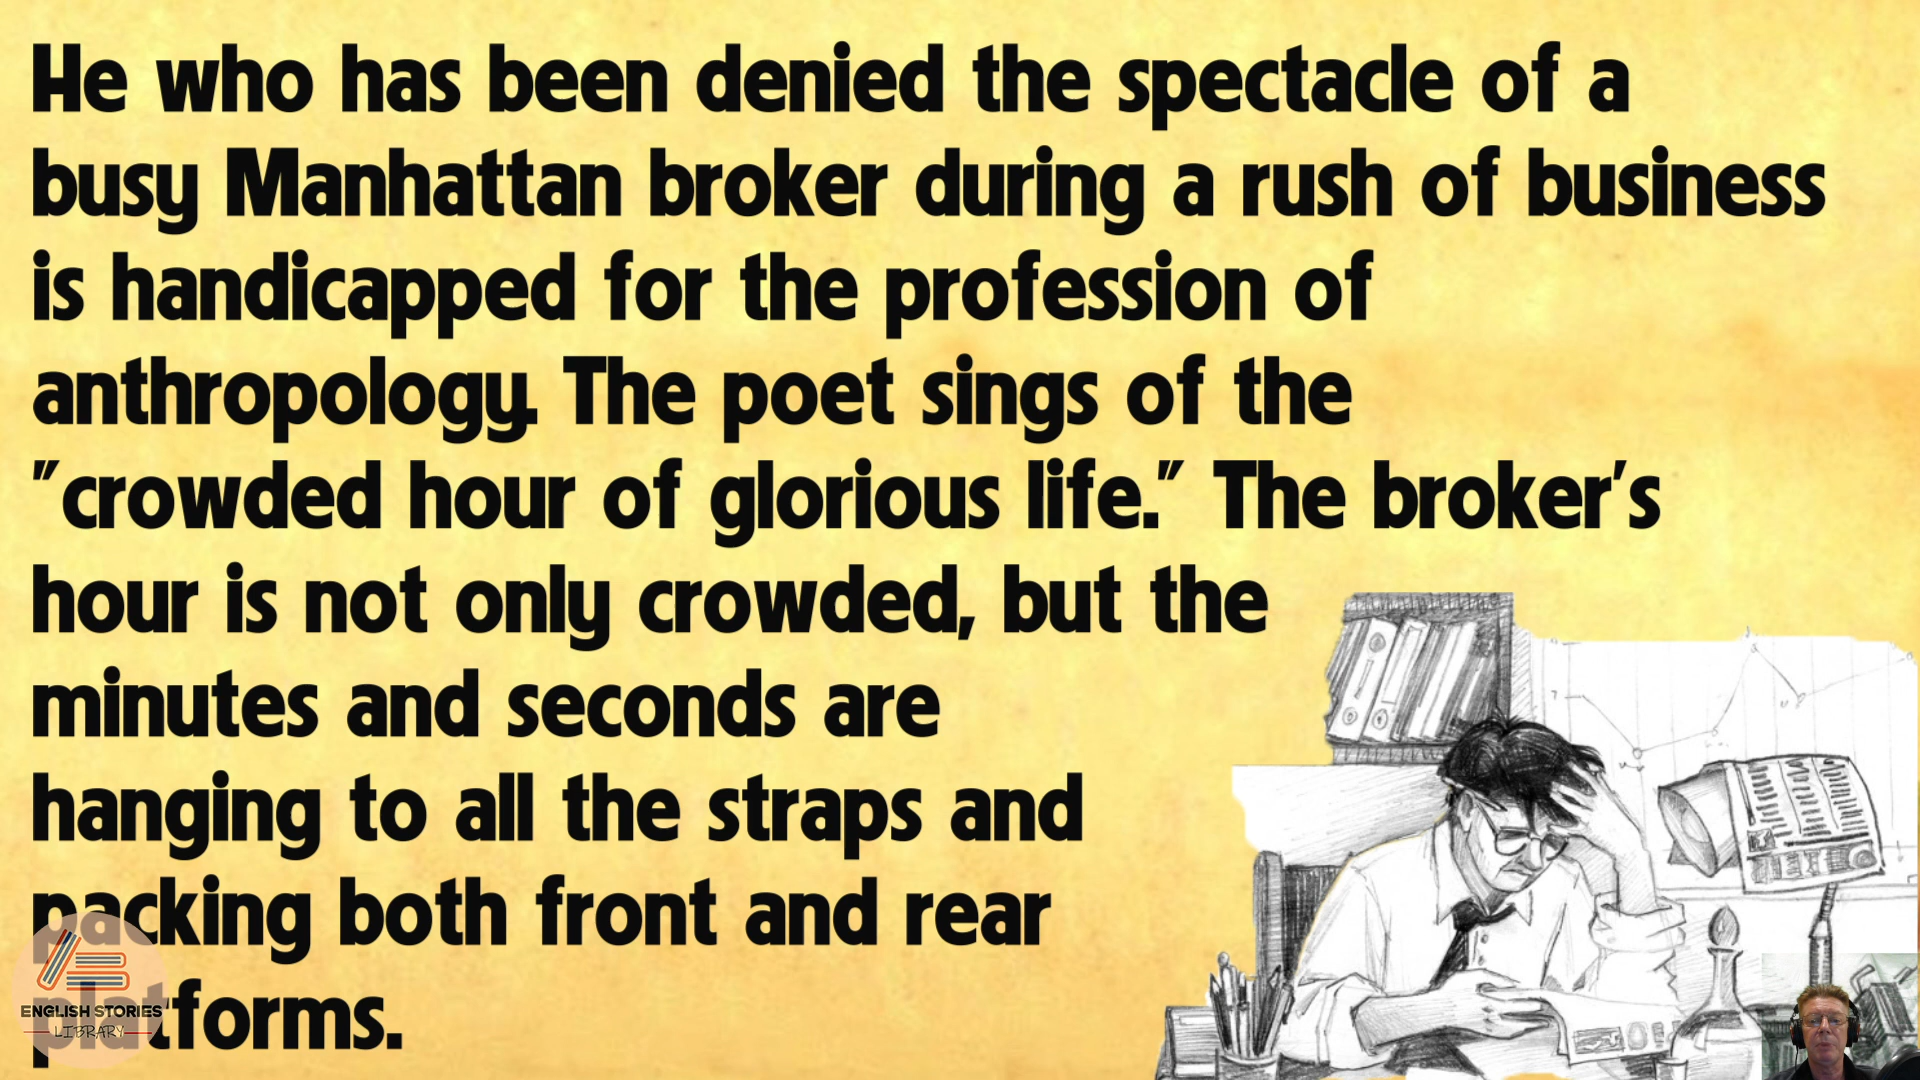 He who has been denied the spectacle of a
busy Manhattan broker during a rush of business
is handicapped for the profession of
anthropology. The poet sings of the
"crowded hour of glorious life." The broker's
hour is not only crowded, but the
minutes and seconds are
hanging to all the straps and
packing both front and rear
platforms.
ENGLISH STORIES
LIBRARY